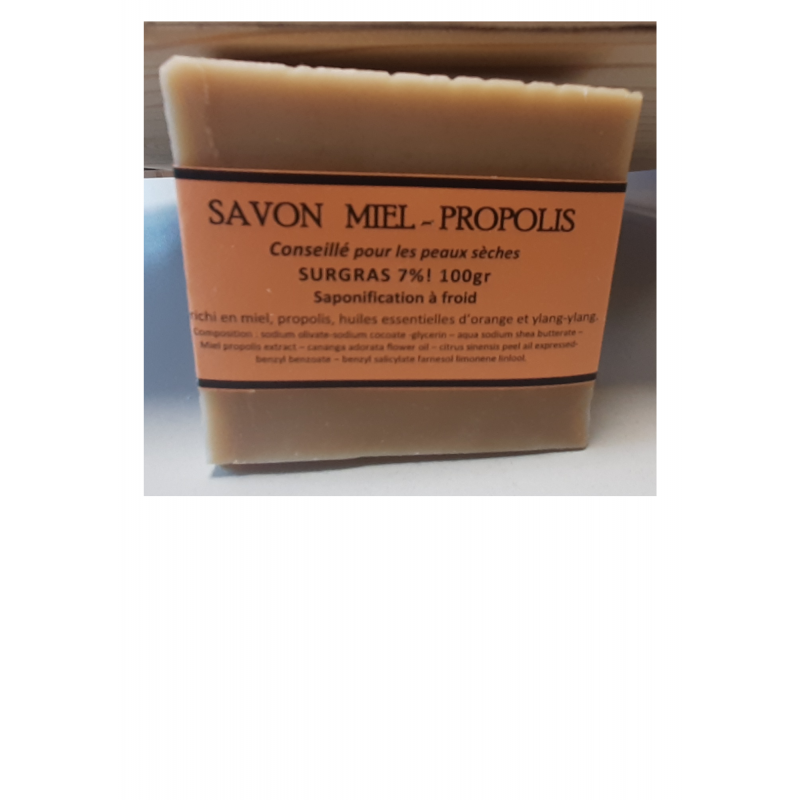 SAVON MIEL - PROPOLIS
Conseillé pour les peaux sèches
SURGRAS 7%! 100gr
Saponification à froid
richi en miel, propolis, huiles essentielles d'orange et ylang-ylang.
Composition : sodium olivate-sodium cocoate -glycerin – aqua sodium shea butterate –
Miel propolis extract – cananga adorata flower oil – citrus sinensis peel ail expressed-
benzyl benzoate – benzyl salicylate farnesol limonene linlool.